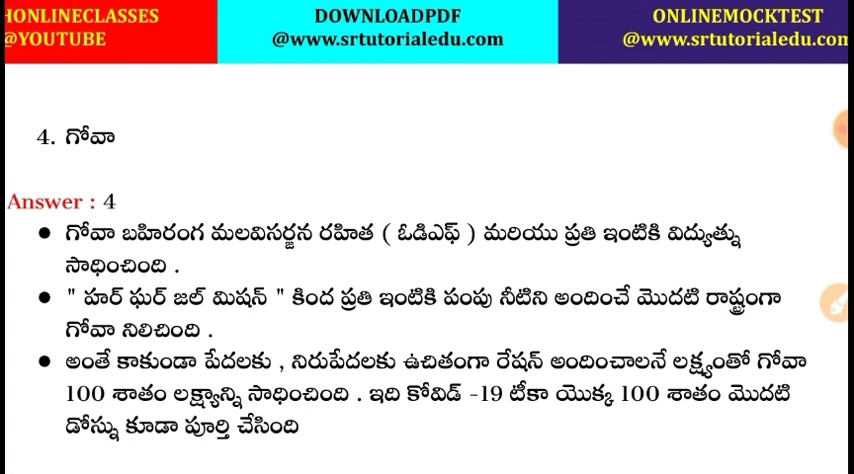 HONLINECLASSES
@YOUTUBE
DOWNLOADPDF
@www.srtutorialedu.com
ONLINEMOCKTEST
@www.srtutorialedu.com
4. గోవా
Answer : 4
● గోవా బహిరంగ మలవిసర్జన రహిత ( ఓడిఎఫ్ ) మరియు ప్రతి ఇంటికి విద్యుత్ను
సాధించింది .
● " హర్ ఘర్ జల్ మిషన్ " కింద ప్రతి ఇంటికి పంపు నీటిని అందించే మొదటి రాష్ట్రంగా
గోవా నిలిచింది .
● అంతే కాకుండా పేదలకు , నిరుపేదలకు ఉచితంగా రేషన్ అందించాలనే లక్ష్యంతో గోవా
100 శాతం లక్ష్యాన్ని సాధించింది . ఇది కోవిడ్ -19 టీకా యొక్క 100 శాతం మొదటి
డోస్ను కూడా పూర్తి చేసింది